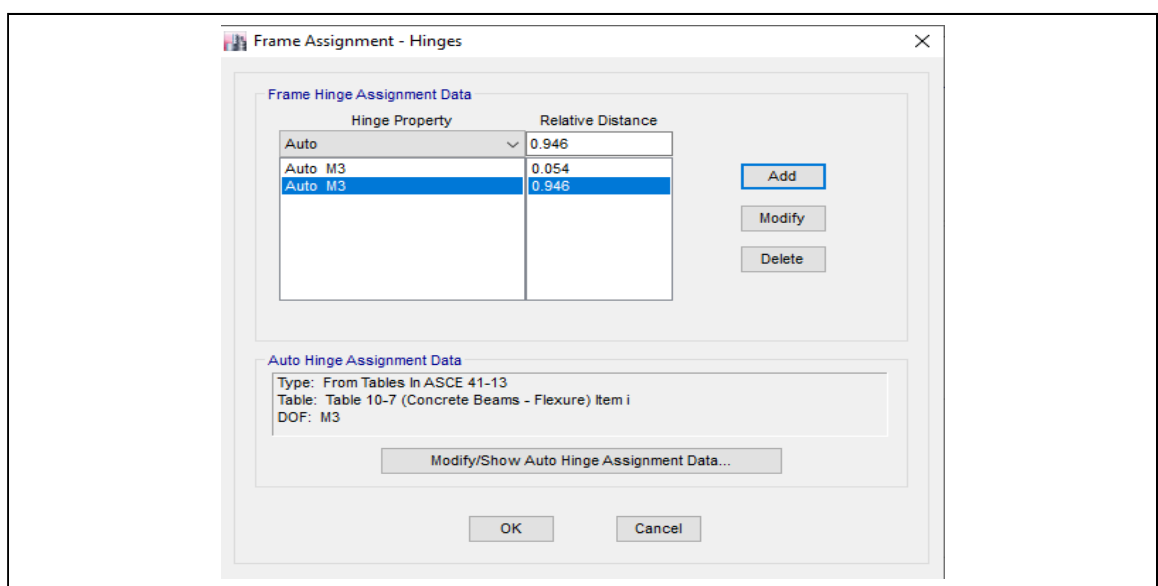 Frame Assignment - Hinges
Frame Hinge Assignment Data
Hinge Property Relative Distance
Auto 0.946
Auto M3 0.054
Auto M3 0.946
Add
Modify
Delete
Auto Hinge Assignment Data
Type: From Tables In ASCE 41-13
Table: Table 10-7 (Concrete Beams - Flexure) Item i
DOF: M3
Modify/Show Auto Hinge Assignment Data...
OK Cancel